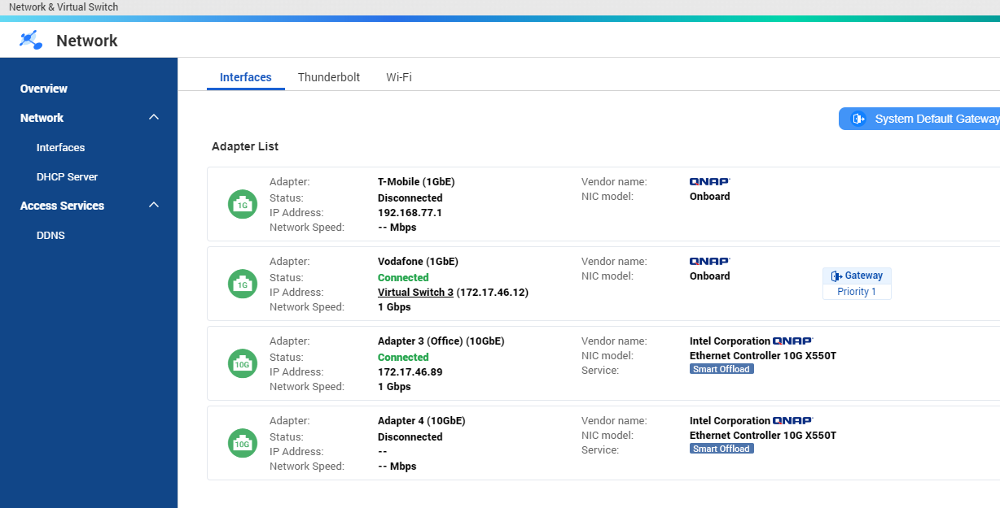 Network & Virtual Switch
Network
Overview
Network
Interfaces
DHCP Server
Access Services
DDNS
Interfaces Thunderbolt Wi-Fi
System Default Gateway
Adapter List
1G
Adapter: T-Mobile (1GbE) Vendor name: QNAP
Status: Disconnected NIC model: Onboard
IP Address: 192.168.77.1
Network Speed: -- Mbps
1G
Adapter: Vodafone (1GbE) Vendor name: QNAP
Status: Connected NIC model: Onboard
IP Address: Virtual Switch 3 (172.17.46.12)
Network Speed: 1 Gbps
Gateway
Priority 1
10G
Adapter: Adapter 3 (Office) (10GbE) Vendor name: Intel Corporation QNAP
Status: Connected NIC model: Ethernet Controller 10G X550T
IP Address: 172.17.46.89 Service: Smart Offload
Network Speed: 1 Gbps
10G
Adapter: Adapter 4 (10GbE) Vendor name: Intel Corporation QNAP
Status: Disconnected NIC model: Ethernet Controller 10G X550T
IP Address: -- Service: Smart Offload
Network Speed: -- Mbps